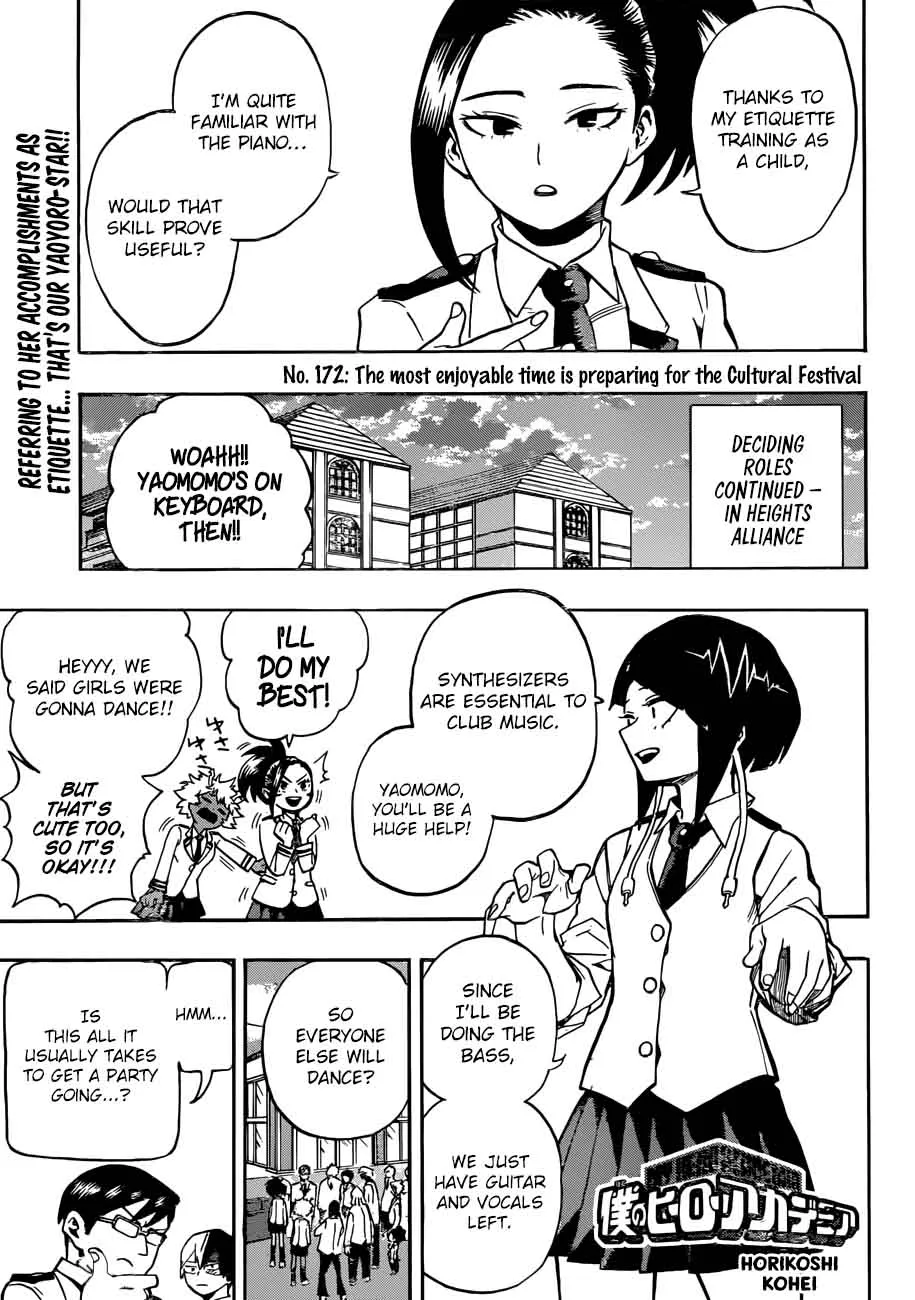 THANKS TO
MY ETIQUETTE
TRAINING AS
A CHILD,
I'M QUITE
FAMILIAR WITH
THE PIANO...
WOULD THAT
SKILL PROVE
USEFUL?
REFERRING TO HER ACCOMPLISHMENTS AS
ETIQUETTE... THAT'S OUR YAOYORO-STAR!!
No. 172: The most enjoyable time is preparing for the Cultural Festival
DECIDING
ROLES
CONTINUED –
IN HEIGHTS
ALLIANCE
WOAHH!!
YAOMOMO'S ON
KEYBOARD,
THEN!!
SYNTHESIZERS
ARE ESSENTIAL TO
CLUB MUSIC.
YAOMOMO,
YOU'LL BE A
HUGE HELP!
I'LL
DO MY
BEST!
HEYYY, WE
SAID GIRLS WERE
GONNA DANCE!!
BUT
THAT'S
CUTE TOO,
SO IT'S
OKAY!!!
SINCE
I'LL BE
DOING THE
BASS,
WE JUST
HAVE GUITAR
AND VOCALS
LEFT.
SO
EVERYONE
ELSE WILL
DANCE?
HMM...
IS
THIS ALL IT
USUALLY TAKES
TO GET A PARTY
GOING...?
僕のヒーローアカデミア
HORIKOSHI
KOHEI